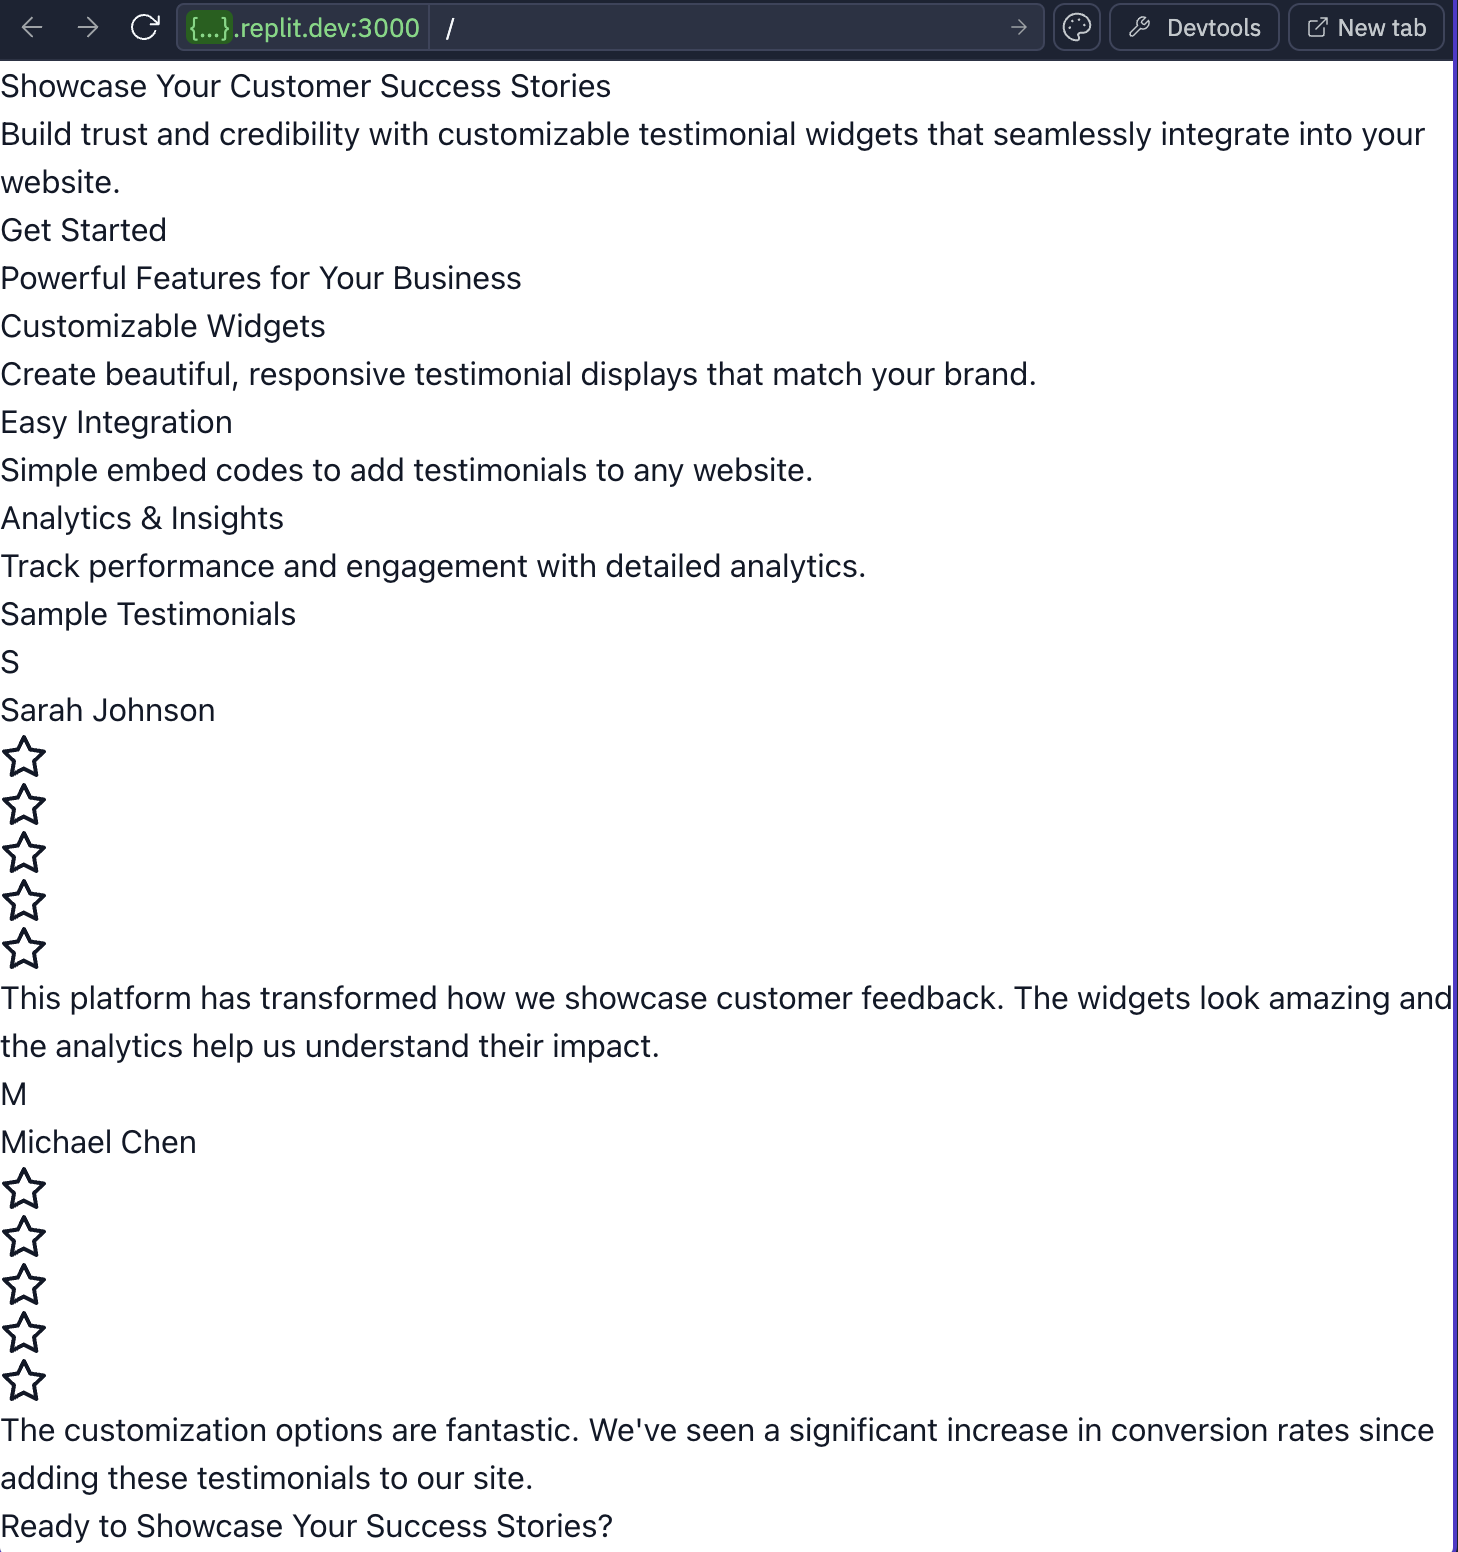 {...}.replit.dev:3000 / Devtools New tab
Showcase Your Customer Success Stories
Build trust and credibility with customizable testimonial widgets that seamlessly integrate into your
website.
Get Started
Powerful Features for Your Business
Customizable Widgets
Create beautiful, responsive testimonial displays that match your brand.
Easy Integration
Simple embed codes to add testimonials to any website.
Analytics & Insights
Track performance and engagement with detailed analytics.
Sample Testimonials
S
Sarah Johnson
This platform has transformed how we showcase customer feedback. The widgets look amazing and
the analytics help us understand their impact.
M
Michael Chen
The customization options are fantastic. We've seen a significant increase in conversion rates since
adding these testimonials to our site.
Ready to Showcase Your Success Stories?